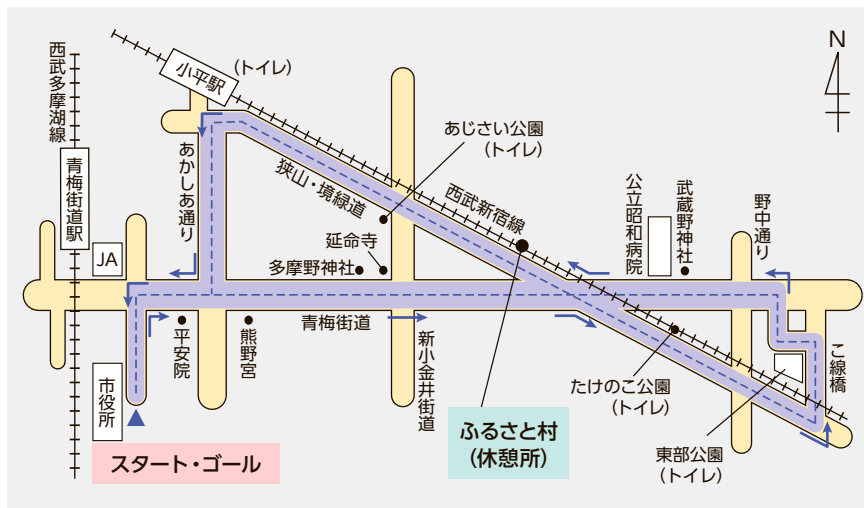 西武多摩湖線
小平駅
(トイレ)
N
あじさい公園
(トイレ)
青梅街道駅
あかしあ通り
狭山・境緑道
西武新宿線
公立昭和病院
武蔵野神社
野中通り
JA
延命寺
多摩野神社
平安院
熊野宮
青梅街道
新小金井街道
たけのこ公園
(トイレ)
こ線橋
市役所
ふるさと村
(休憩所)
東部公園
(トイレ)
スタート・ゴール